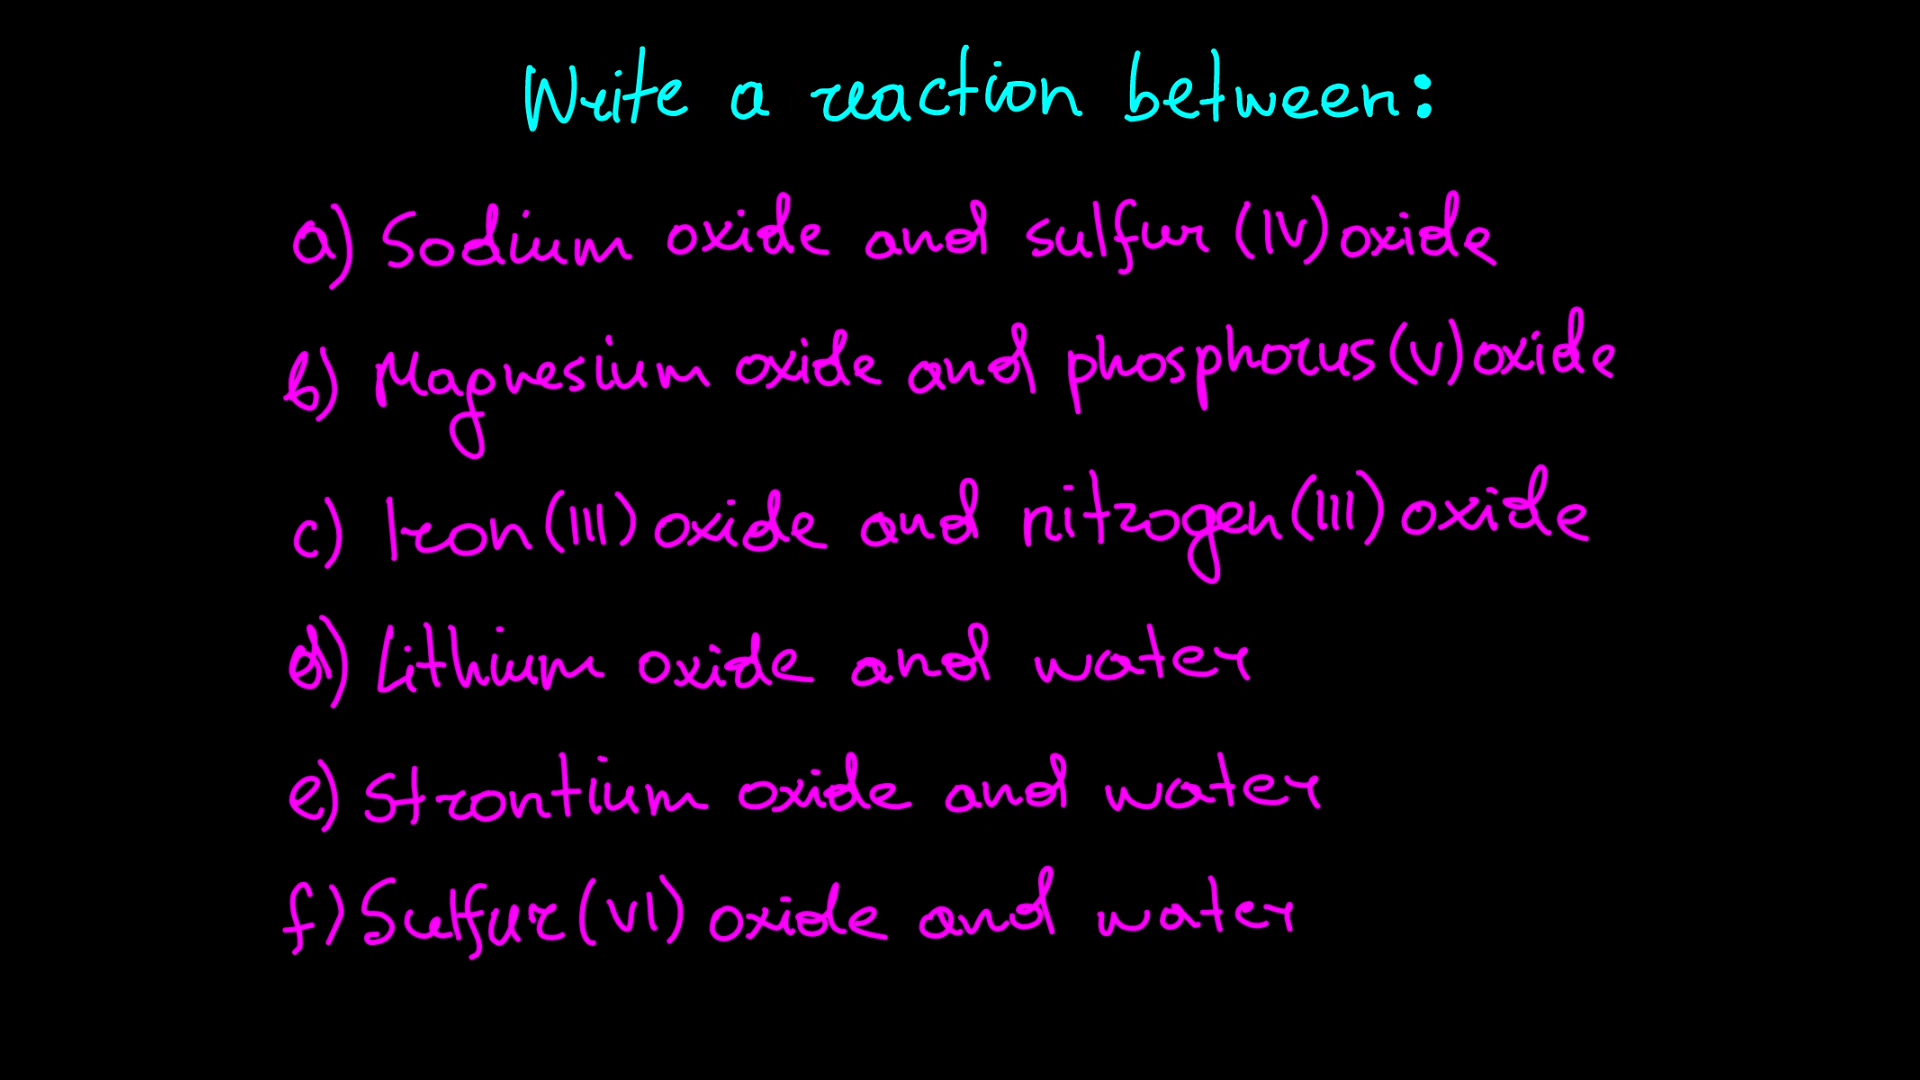 Write a reaction between:
a) Sodium oxide and sulfur (IV) oxide
b) Magnesium oxide and phosphorus (V) oxide
c) Iron (III) oxide and nitrogen (III) oxide
d) Lithium oxide and water
e) Strontium oxide and water
f) Sulfur (VI) oxide and water